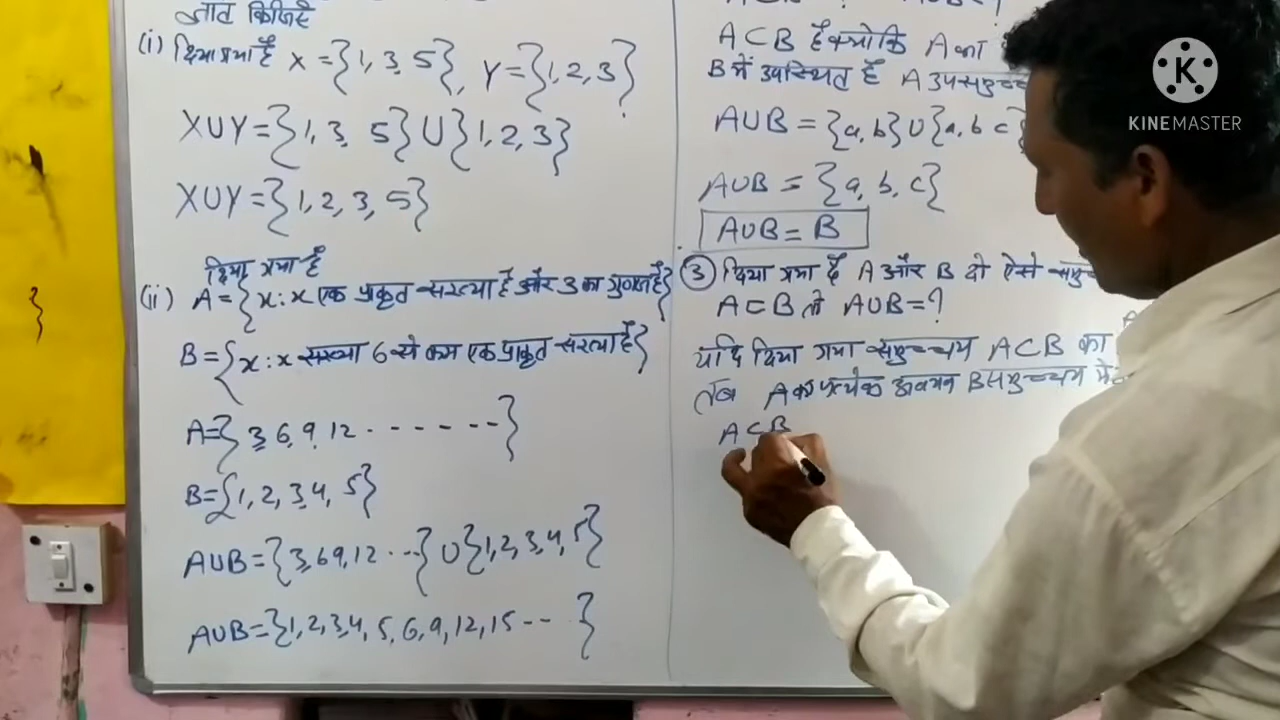 ज्ञात किजिए
(i) दिया गया है X={1, 3, 5}, Y={1, 2, 3}
X∪Y={1, 3, 5}∪{1, 2, 3}
X∪Y={1, 2, 3, 5}
दिया गया है
(ii) A={x:x एक प्राकृत संख्या है और 3 का गुणज है}
B={x:x संख्या 6 से कम एक प्राकृत संख्या है}
A={3, 6, 9, 12 - - - - - - -}
B={1, 2, 3, 4, 5}
A∪B={3, 6 9, 12 - - -}∪{1, 2, 3, 4, 5}
A∪B={1, 2, 3, 4, 5, 6, 9, 12, 15 - - -}
A⊂B है क्योकि A का
B में उपस्थित है A उपसमुच्च
A∪B = {a, b}∪{a, b c}
A∪B = {a, b, c}
A∪B = B
③ दिया गया है A और B दो ऐसे समु
A⊂B तो A∪B=?
यदि दिया गया समुच्चय A⊂B का
तब A का प्रत्येक अवयव B समुच्चय में
A⊂B
KINEMASTER